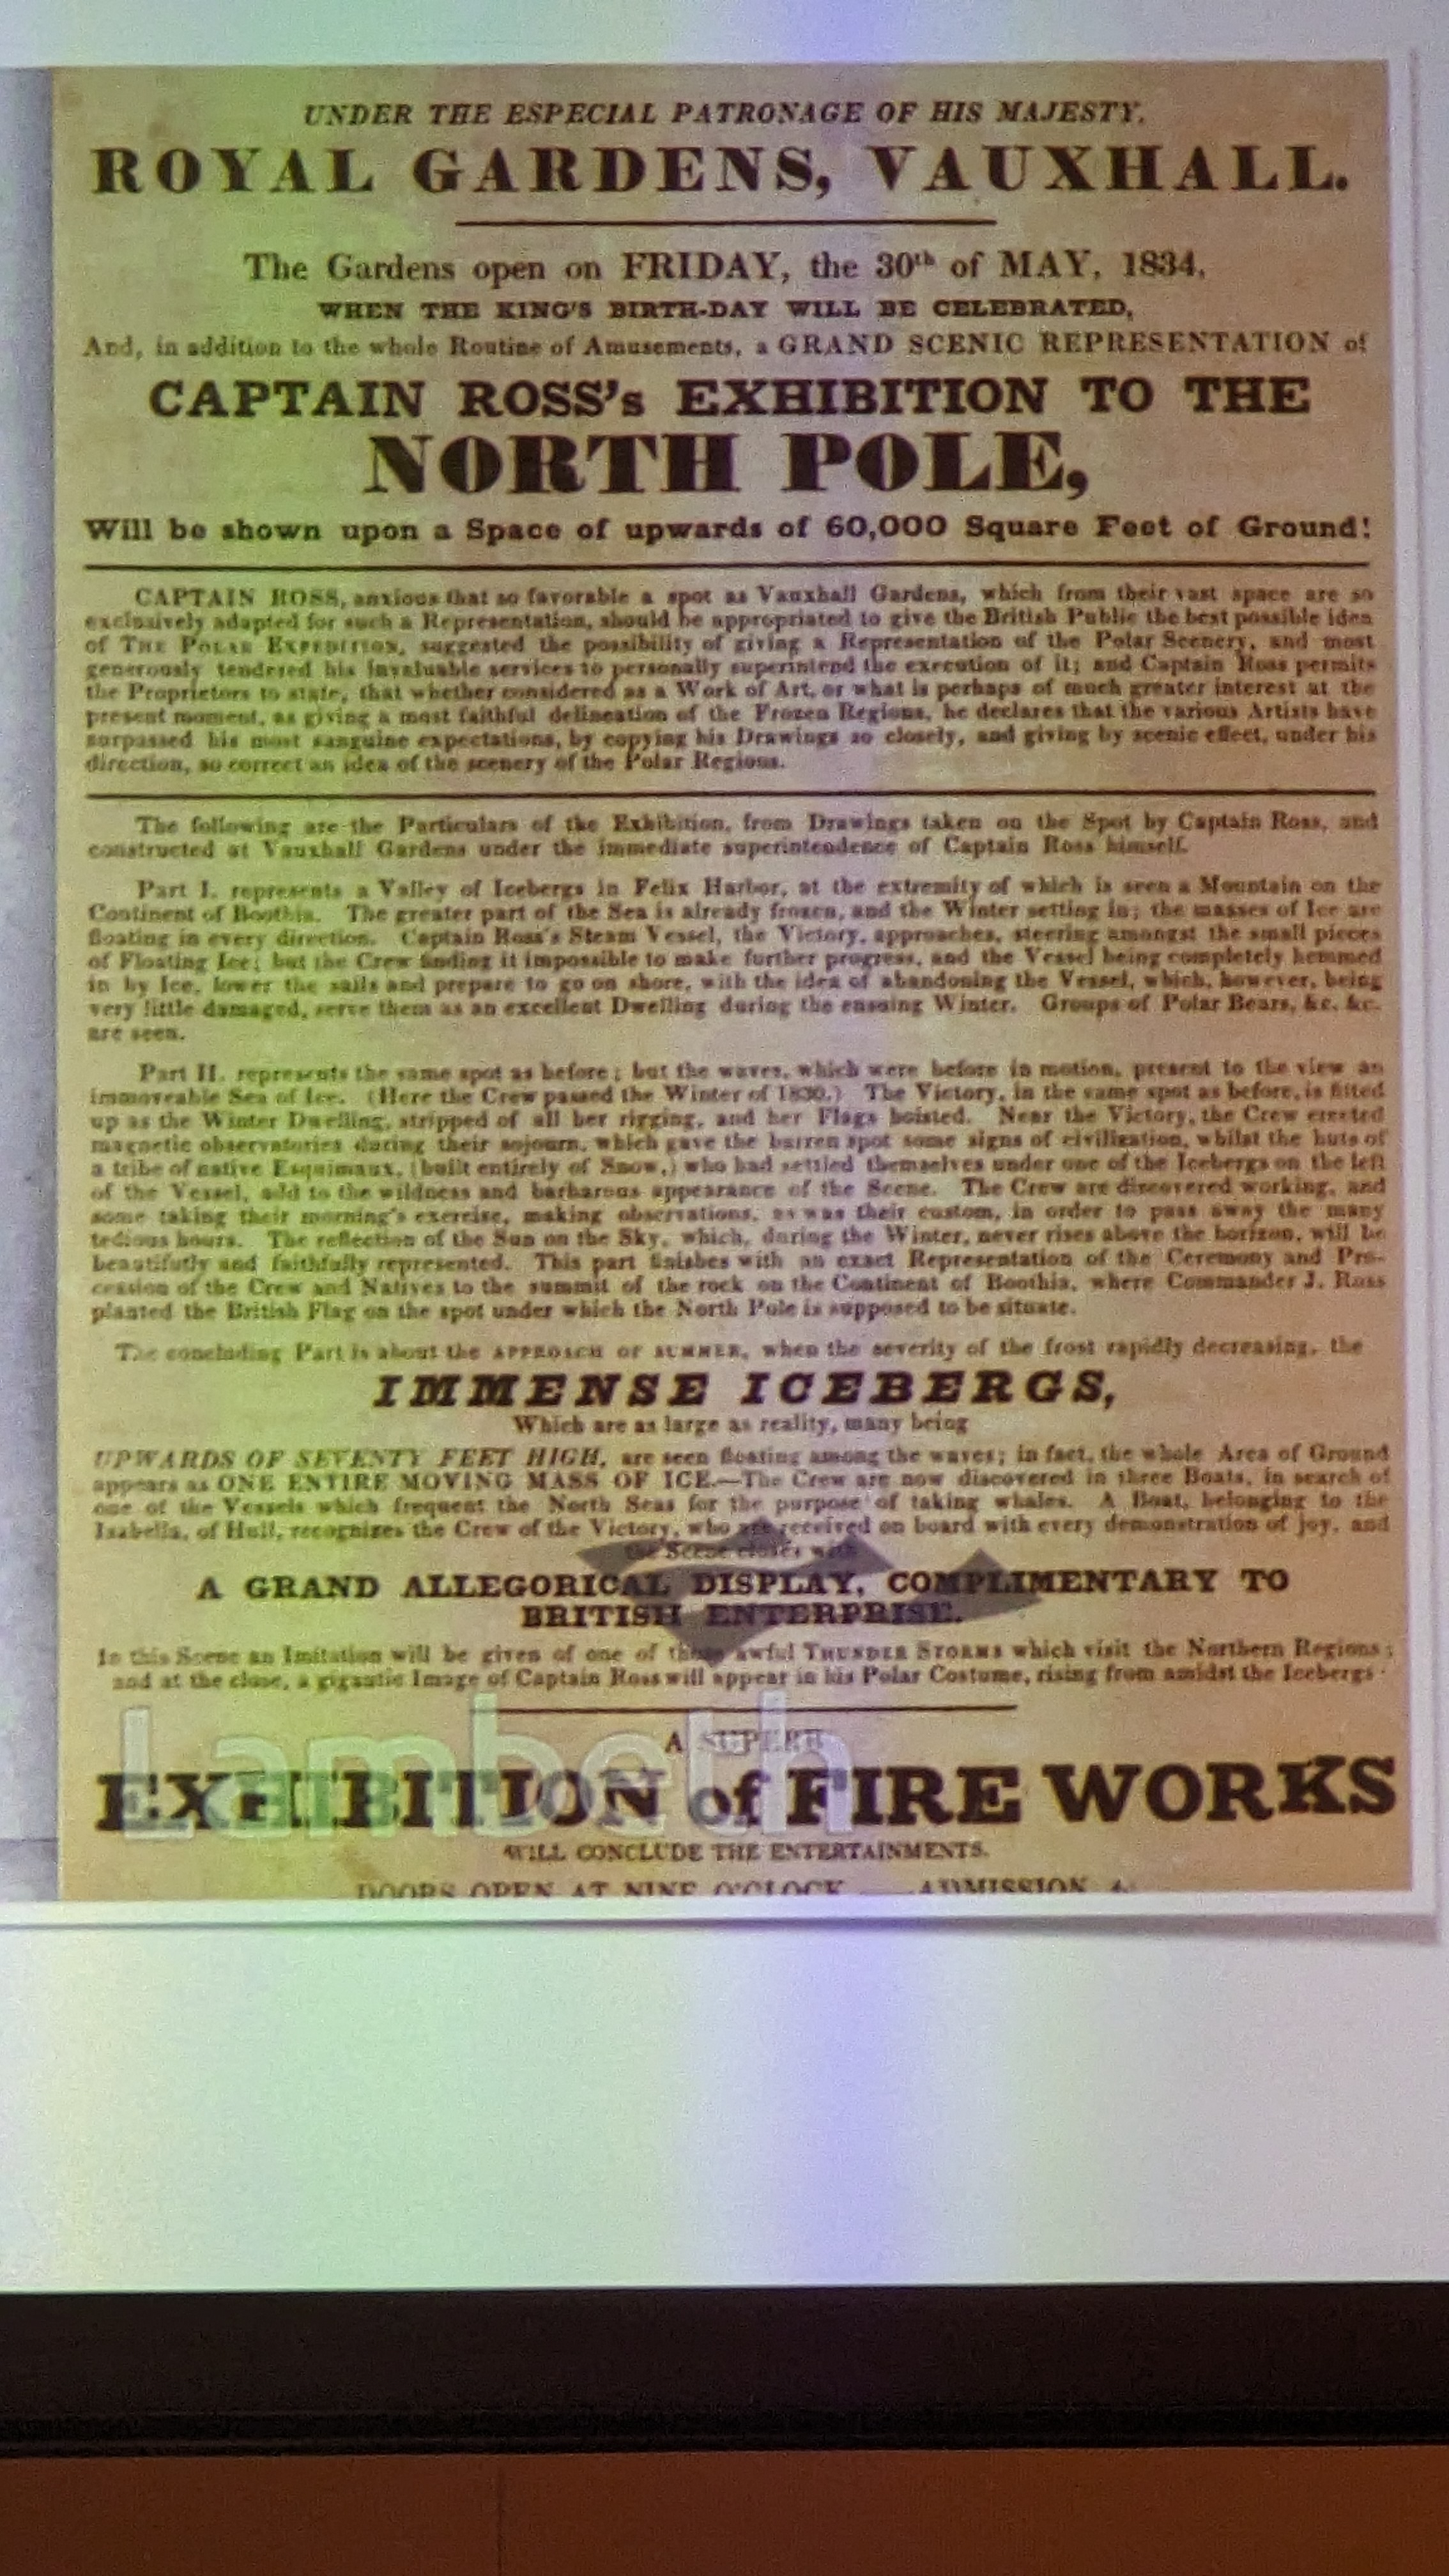 UNDER THE ESPECIAL PATRONAGE OF HIS MAJESTY.
ROYAL GARDENS, VAUXHALL.
The Gardens open on FRIDAY, the 30th of MAY, 1834,
WHEN THE KING'S BIRTH-DAY WILL BE CELEBRATED,
And, in addition to the whole Routine of Amusements, a GRAND SCENIC REPRESENTATION of
CAPTAIN ROSS's EXHIBITION TO THE
NORTH POLE,
Will be shown upon a Space of upwards of 60,000 Square Feet of Ground!
CAPTAIN ROSS, anxious that so favorable a spot as Vauxhall Gardens, which from their vast space are so
exclusively adapted for such a Representation, should be appropriated to give the British Public the best possible idea
of THE POLAR EXPEDITION, suggested the possibility of giving a Representation of the Polar Scenery, and most
generously tendered his invaluable services to personally superintend the execution of it; and Captain Ross permits
the Proprietors to state, that whether considered as a Work of Art, or what is perhaps of much greater interest at the
present moment, as giving a most faithful delineation of the Frozen Regions, he declares that the various Artists have
surpassed his most sanguine expectations, by copying his Drawings so closely, and giving by scenic effect, under his
direction, so correct an idea of the scenery of the Polar Regions.
The following are the Particulars of the Exhibition, from Drawings taken on the Spot by Captain Ross, and
constructed at Vauxhall Gardens under the immediate superintendence of Captain Ross himself.
Part I. represents a Valley of Icebergs in Felix Harbor, at the extremity of which is seen a Mountain on the
Continent of Boothia. The greater part of the Sea is already frozen, and the Winter setting in; the masses of Ice are
floating in every direction. Captain Ross's Steam Vessel, the Victory, approaches, steering amongst the small pieces
of Floating Ice; but the Crew finding it impossible to make further progress, and the Vessel being completely hemmed
in by Ice, lower the sails and prepare to go on shore, with the idea of abandoning the Vessel, which, however, being
very little damaged, serve them as an excellent Dwelling during the ensuing Winter. Groups of Polar Bears, &c. &c.
are seen.
Part II. represents the same spot as before; but the waves, which were before in motion, present to the view an
immoveable Sea of Ice. (Here the Crew passed the Winter of 1830.) The Victory, in the same spot as before, is fitted
up as the Winter Dwelling, stripped of all her rigging, and her Flags hoisted. Near the Victory, the Crew erected
magnetic observatories during their sojourn, which gave the barren spot some signs of civilization, whilst the huts of
a tribe of native Esquimaux, (built entirely of Snow,) who had settled themselves under one of the Icebergs on the left
of the Vessel, add to the wildness and barbarous appearance of the Scene. The Crew are discovered working, and
some taking their morning's exercise, making observations, as was their custom, in order to pass away the many
tedious hours. The reflection of the Sun on the Sky, which, during the Winter, never rises above the horizon, will be
beautifully and faithfully represented. This part finishes with an exact Representation of the Ceremony and Pro-
cession of the Crew and Natives to the summit of the rock on the Continent of Boothia, where Commander J. Ross
planted the British Flag on the spot under which the North Pole is supposed to be situate.
The concluding Part is about the APPROACH OF SUMMER, when the severity of the frost rapidly decreasing, the
IMMENSE ICEBERGS,
Which are as large as reality, many being
UPWARDS OF SEVENTY FEET HIGH, are seen floating among the waves; in fact, the whole Area of Ground
appears as ONE ENTIRE MOVING MASS OF ICE.—The Crew are now discovered in three Boats, in search of
one of the Vessels which frequent the North Seas for the purpose of taking whales. A Boat, belonging to the
Isabella, of Hull, recognizes the Crew of the Victory, who are received on board with every demonstration of joy, and
the Scene closes with
A GRAND ALLEGORICAL DISPLAY, COMPLIMENTARY TO
BRITISH ENTERPRISE.
In this Scene an Imitation will be given of one of those awful THUNDER STORMS which visit the Northern Regions;
and at the close, a gigantic Image of Captain Ross will appear in his Polar Costume, rising from amidst the Icebergs
Lambeth
A SUPERB
EXHIBITION of FIRE WORKS
WILL CONCLUDE THE ENTERTAINMENTS.
DOORS OPEN AT NINE O'CLOCK ADMISSION